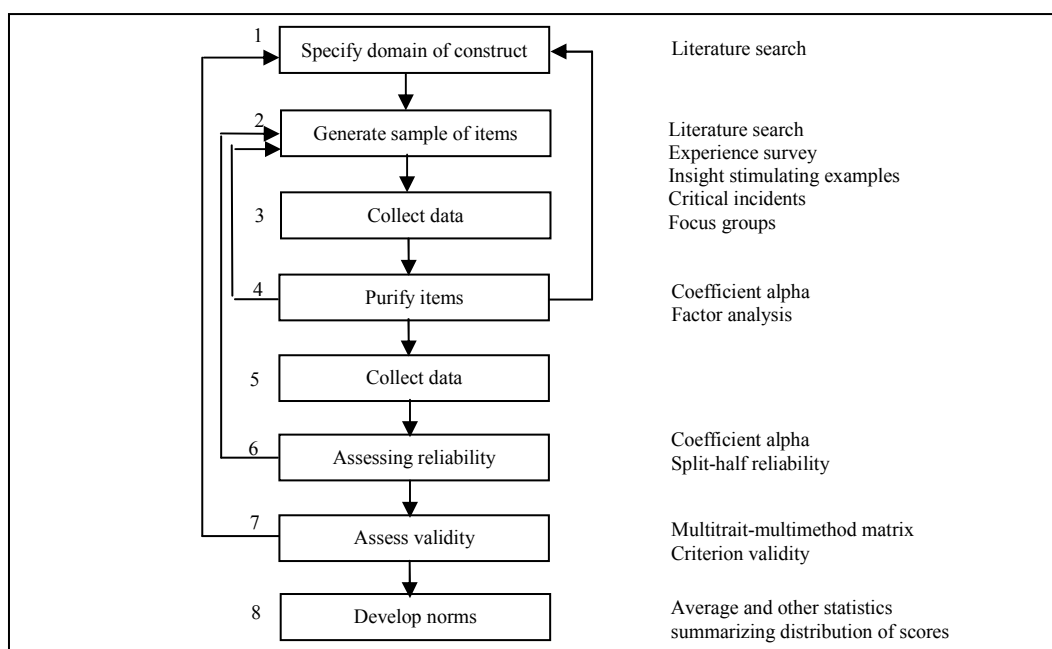 1
Specify domain of construct
Literature search
2
Generate sample of items
Literature search
Experience survey
Insight stimulating examples
Critical incidents
Focus groups
3
Collect data
4
Purify items
Coefficient alpha
Factor analysis
5
Collect data
6
Assessing reliability
Coefficient alpha
Split-half reliability
7
Assess validity
Multitrait-multimethod matrix
Criterion validity
8
Develop norms
Average and other statistics
summarizing distribution of scores